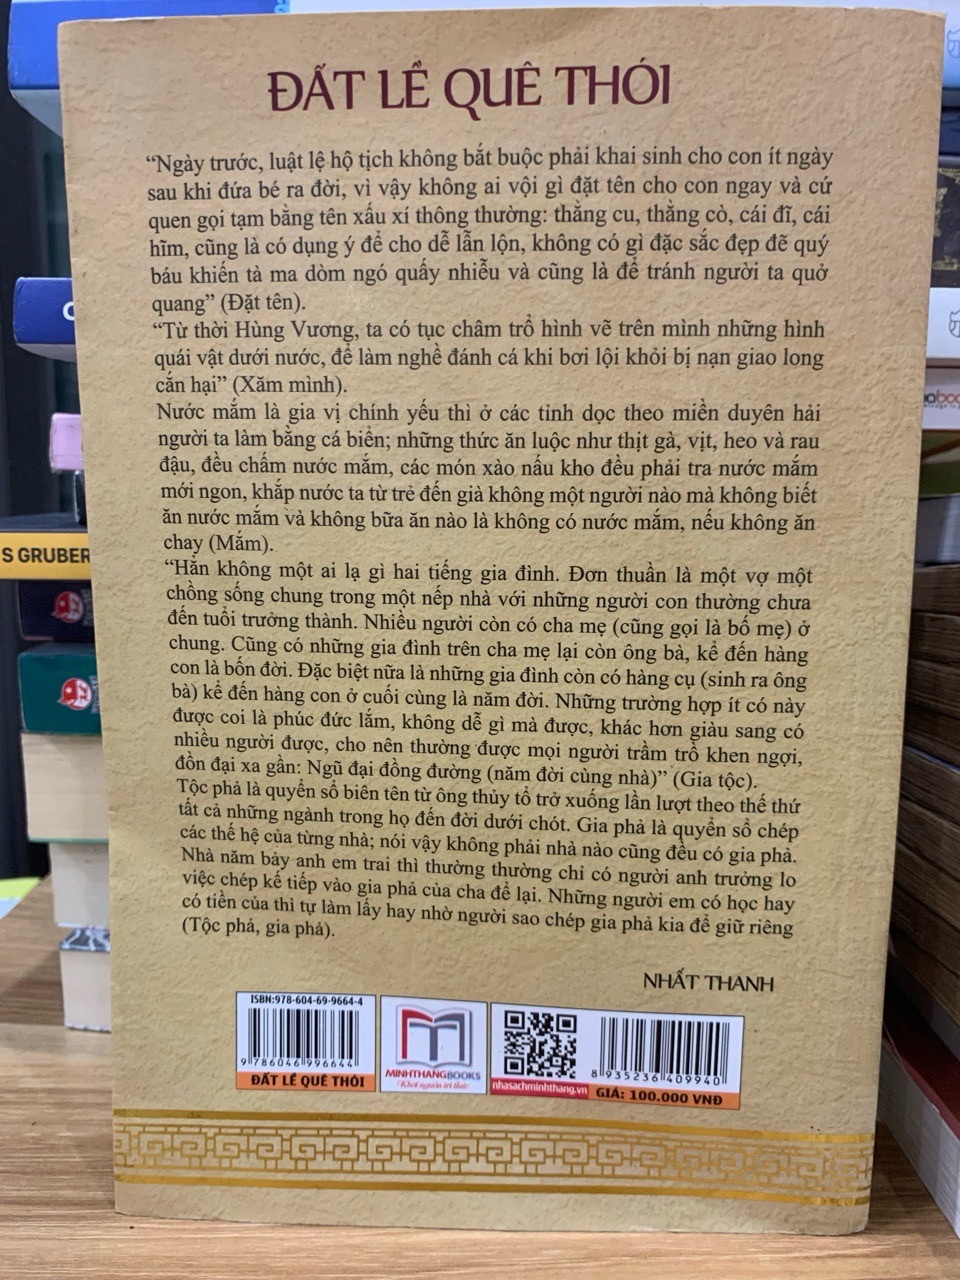 ĐẤT LỀ QUÊ THÓI
“Ngày trước, luật lệ hộ tịch không bắt buộc phải khai sinh cho con ít ngày
sau khi đứa bé ra đời, vì vậy không ai vội gì đặt tên cho con ngay và cứ
quen gọi tạm bằng tên xấu xí thông thường: thằng cu, thằng cò, cái đĩ, cái
hĩm, cũng là có dụng ý để cho dễ lẫn lộn, không có gì đặc sắc đẹp đẽ quý
báu khiến tà ma dòm ngó quấy nhiễu và cũng là để tránh người ta quở
quang” (Đặt tên).
“Từ thời Hùng Vương, ta có tục châm trổ hình vẽ trên mình những hình
quái vật dưới nước, để làm nghề đánh cá khi bơi lội khỏi bị nạn giao long
cắn hại” (Xăm mình).
Nước mắm là gia vị chính yếu thì ở các tỉnh dọc theo miền duyên hải
người ta làm bằng cá biển; những thức ăn luộc như thịt gà, vịt, heo và rau
đậu, đều chấm nước mắm, các món xào nấu kho đều phải tra nước mắm
mới ngon, khắp nước ta từ trẻ đến già không một người nào mà không biết
ăn nước mắm và không bữa ăn nào là không có nước mắm, nếu không ăn
chay (Mắm).
“Hẳn không một ai lạ gì hai tiếng gia đình. Đơn thuần là một vợ một
chồng sống chung trong một nếp nhà với những người con thường chưa
đến tuổi trưởng thành. Nhiều người còn có cha mẹ (cũng gọi là bố mẹ) ở
chung. Cũng có những gia đình trên cha mẹ lại còn ông bà, kể đến hàng
con là bốn đời. Đặc biệt nữa là những gia đình còn có hàng cụ (sinh ra ông
bà) kể đến hàng con ở cuối cùng là năm đời. Những trường hợp ít có này
được coi là phúc đức lắm, không dễ gì mà được, khác hơn giàu sang có
nhiều người được, cho nên thường được mọi người trầm trồ khen ngợi,
đồn đại xa gần: Ngũ đại đồng đường (năm đời cùng nhà)” (Gia tộc).
Tộc phả là quyển sổ biên tên từ ông thủy tổ trở xuống lần lượt theo thế thứ
tất cả những ngành trong họ đến đời dưới chót. Gia phả là quyển sổ chép
các thế hệ của từng nhà; nói vậy không phải nhà nào cũng đều có gia phả.
Nhà năm bảy anh em trai thì thường thường chỉ có người anh trưởng lo
việc chép kế tiếp vào gia phả của cha để lại. Những người em có học hay
có tiền của thì tự làm lấy hay nhờ người sao chép gia phả kia để giữ riêng
(Tộc phả, gia phả).
NHẤT THANH
ISBN:978-604-69-9664-4
9 786046 996644
ĐẤT LỀ QUÊ THÓI
MINHTHANGBOOKS
Khơi nguồn tri thức
nhasachminhthang.vn
8 935236 409940
GIÁ: 100.000 VNĐ
S GRUBER